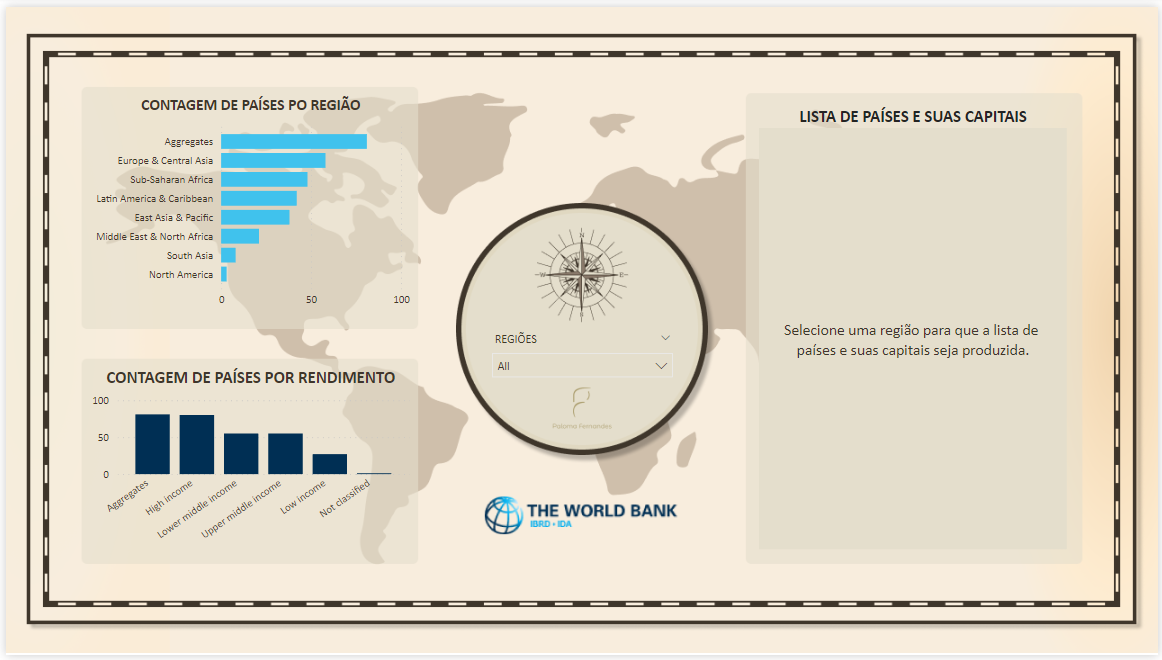 CONTAGEM DE PAÍSES PO REGIÃO
Aggregates
Europe & Central Asia
Sub-Saharan Africa
Latin America & Caribbean
East Asia & Pacific
Middle East & North Africa
South Asia
North America
0 50 100
CONTAGEM DE PAÍSES POR RENDIMENTO
100
50
0
Aggregates
High income
Lower middle income
Upper middle income
Low income
Not classified
N
W E
REGIÕES
All
Paloma Fernandes
THE WORLD BANK
IBRD • IDA
LISTA DE PAÍSES E SUAS CAPITAIS
Selecione uma região para que a lista de
países e suas capitais seja produzida.